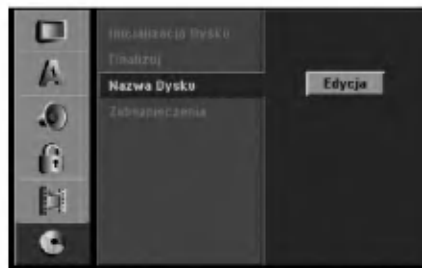 Inicjalizacja Dysku
Finalizuj
Nazwa Dysku
Edycja
Zabezpieczenia